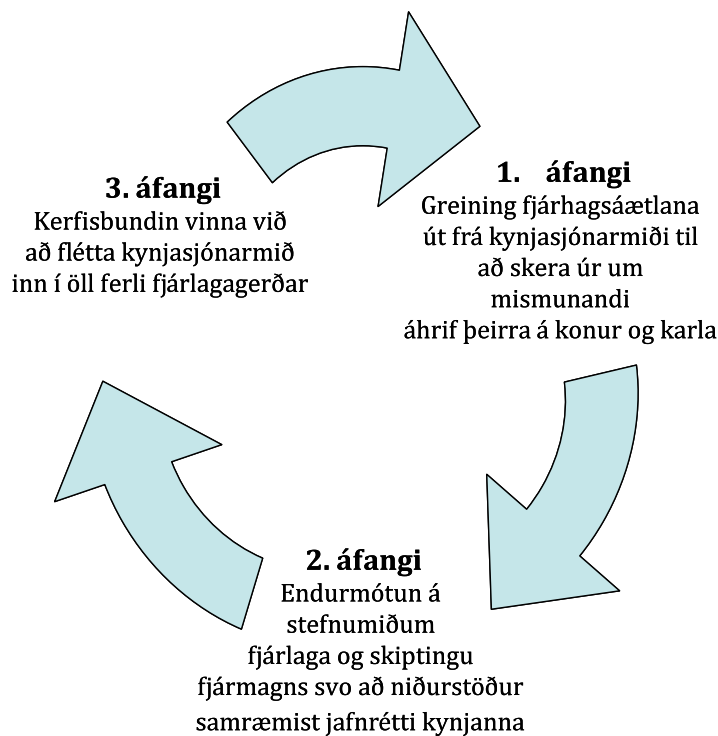 1. áfangi
Greining fjárhagsáætlana
út frá kynjasjónarmiði til
að skera úr um
mismunandi
áhrif þeirra á konur og karla
2. áfangi
Endurmótun á
stefnumiðum
fjárlaga og skiptingu
fjármagns svo að niðurstöður
samræmist jafnrétti kynjanna
3. áfangi
Kerfisbundin vinna við
að flétta kynjasjónarmið
inn í öll ferli fjárlagagerðar